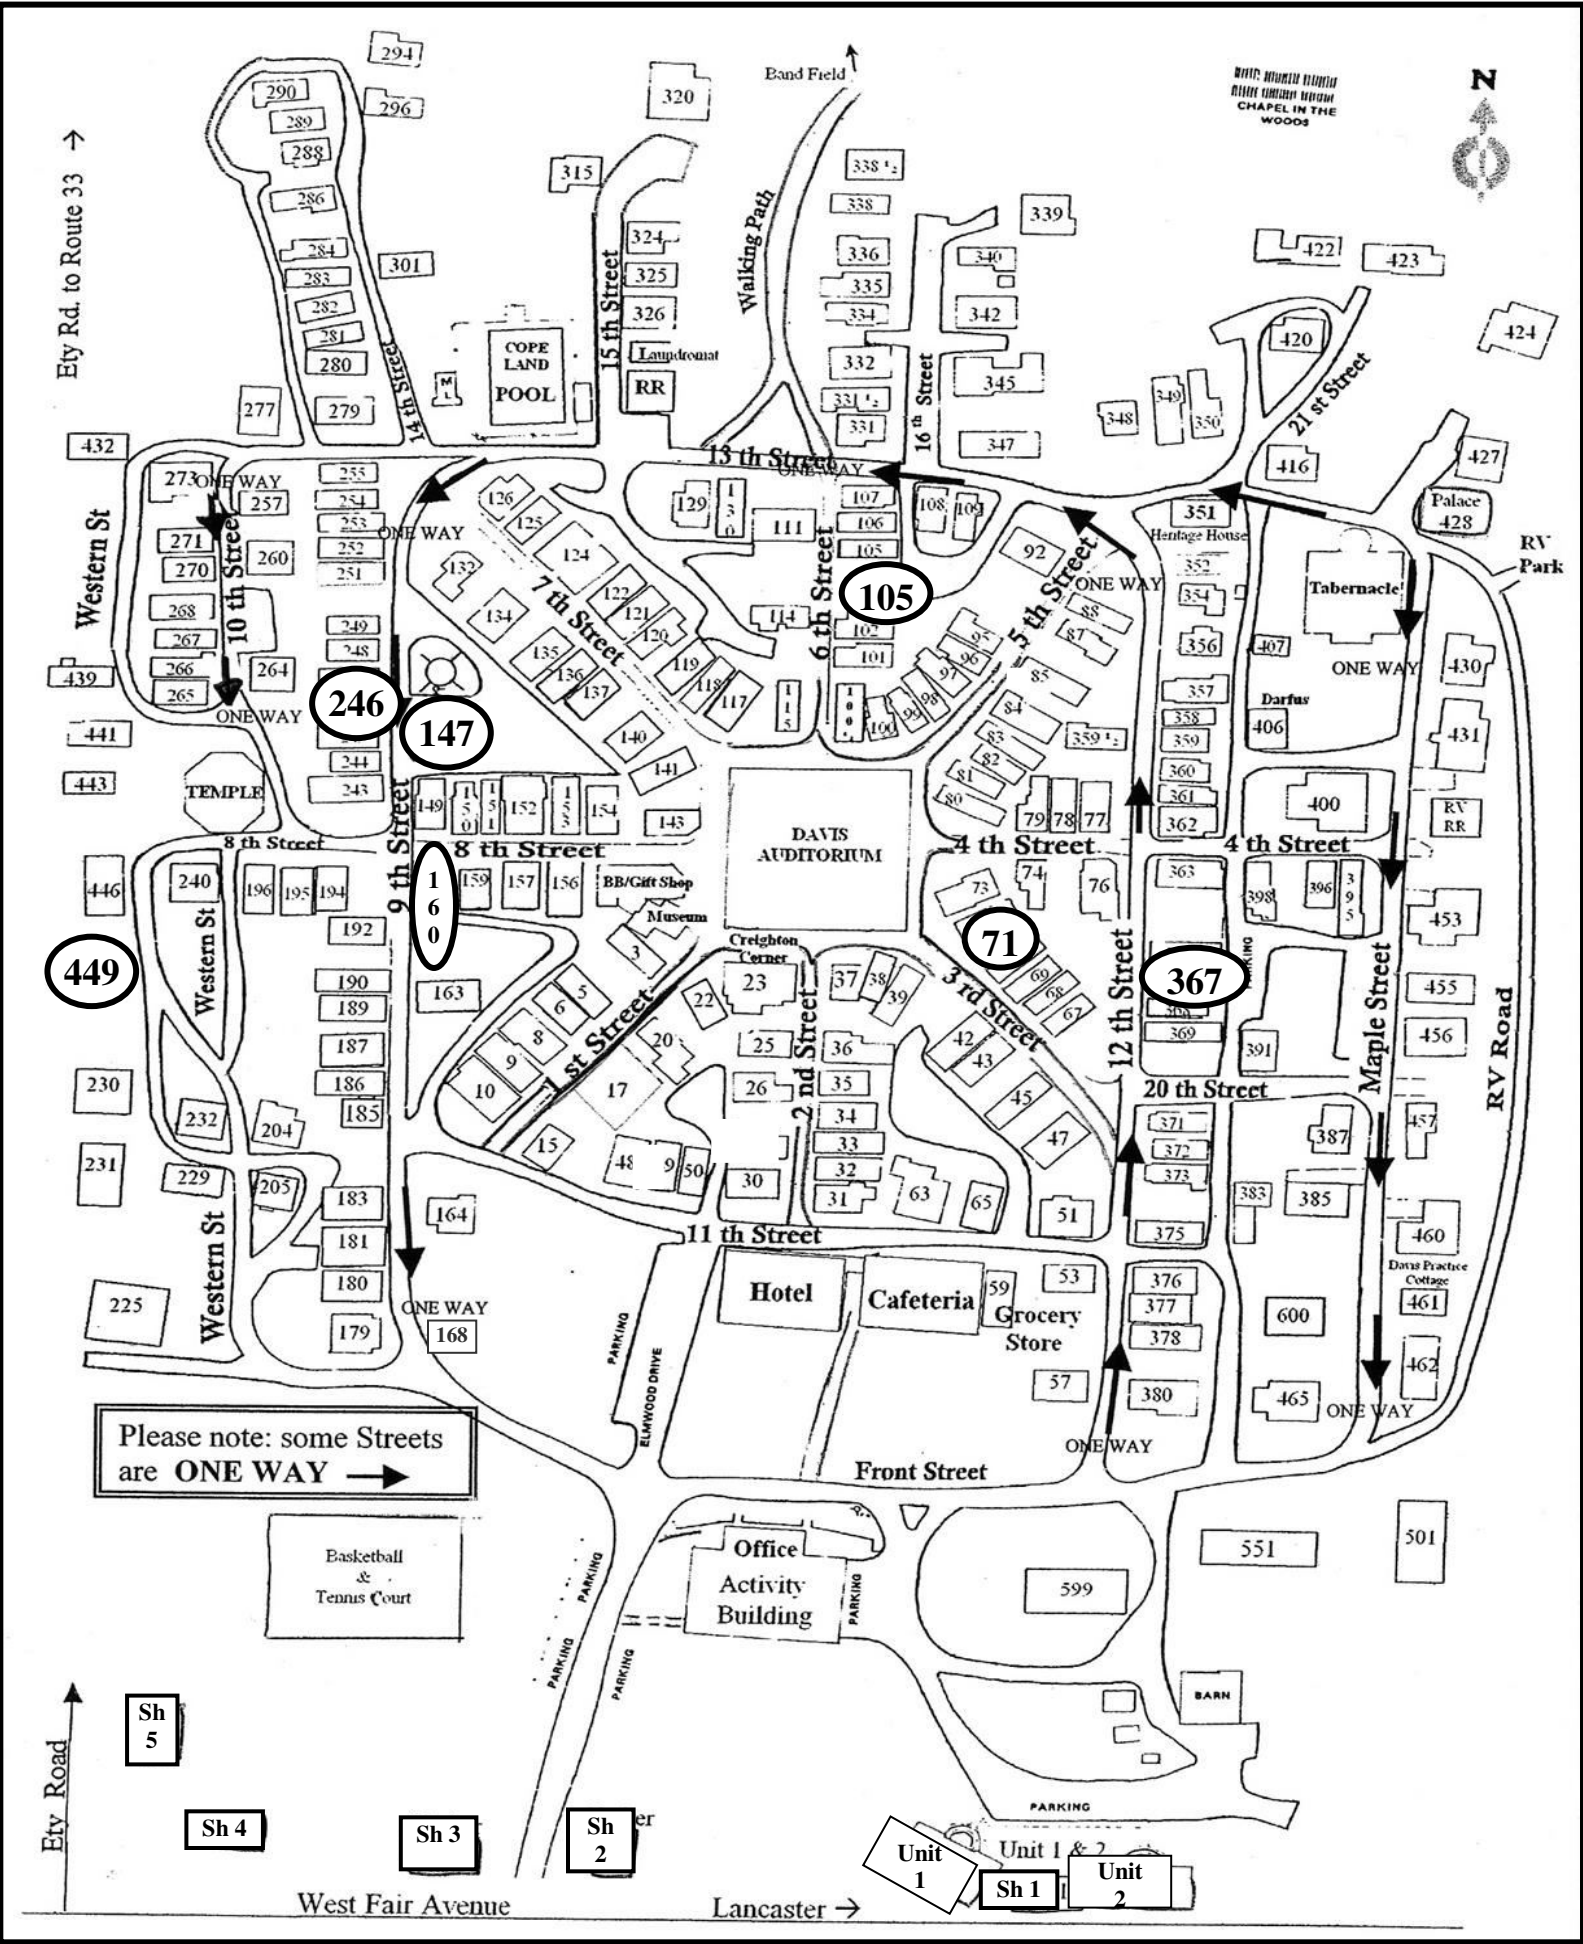 294
290
296
289
288
286
284
283
282
281
280
301
277
279
14th Street
Ety Rd. to Route 33 →
320
315
324
325
326
15 th Street
Laundromat
RR
COPE
LAND
POOL
Band Field
Walking Path
338 ½
338
336
335
334
332
331 ½
331
339
340
342
345
347
16th Street
CHAPEL IN THE
WOODS
N
422
423
424
420
21 st Street
348
349
350
416
427
Palace
428
RV
Park
432
273
ONE WAY
257
271
270
268
267
266
265
260
264
10 th Street
Western St
ONE WAY
439
441
443
TEMPLE
255
254
253
252
251
249
248
246
244
243
ONE WAY
147
9 th Street
126
125
124
122
121
120
119
118
117
115
132
134
135
136
137
140
141
143
7 th Street
13 th Street
ONE WAY
129
130
111
114
107
106
105
105
102
101
6 th Street
108
109
92
5 th Street
ONE WAY
95
96
97
98
99
100
88
87
85
84
83
82
81
80
79
78
77
359 ½
351
Heritage House
352
354
356
357
358
359
360
361
362
Tabernacle
407
Darfus
406
ONE WAY
430
431
400
RV
RR
149
150
151
152
153
154
8 th Street
8 th Street
160
159
157
156
BB/Gift Shop
Museum
DAVIS
AUDITORIUM
4 th Street
4 th Street
446
449
240
196
195
194
192
190
189
187
186
185
Western St
163
3
5
6
8
9
10
1 st Street
Creighton
Corner
23
22
20
17
15
25
26
2 nd Street
37
38
39
36
35
34
33
32
31
30
3 rd Street
73
74
76
71
69
68
67
42
43
45
47
12 th Street
363
367
369
PARKING
398
396
395
391
Maple Street
453
455
456
457
RV Road
20 th Street
371
372
373
375
387
385
383
460
Davis Practice
Cottage
461
462
230
231
232
229
204
205
225
Western St
183
181
180
179
164
168
ONE WAY
48
9
50
63
65
51
11 th Street
Hotel
Cafeteria
59
53
Grocery
Store
57
376
377
378
380
600
465
ONE WAY
ONE WAY
PARKING
ELMWOOD DRIVE
Front Street
Please note: some Streets
are ONE WAY
Basketball
&
Tennis Court
Office
Activity
Building
PARKING
PARKING
PARKING
PARKING
599
551
501
BARN
PARKING
Ety Road
Sh
5
Sh 4
Sh 3
Sh
2
er
Unit
1
Unit 1 & 2
Sh 1
Unit
2
West Fair Avenue
Lancaster →